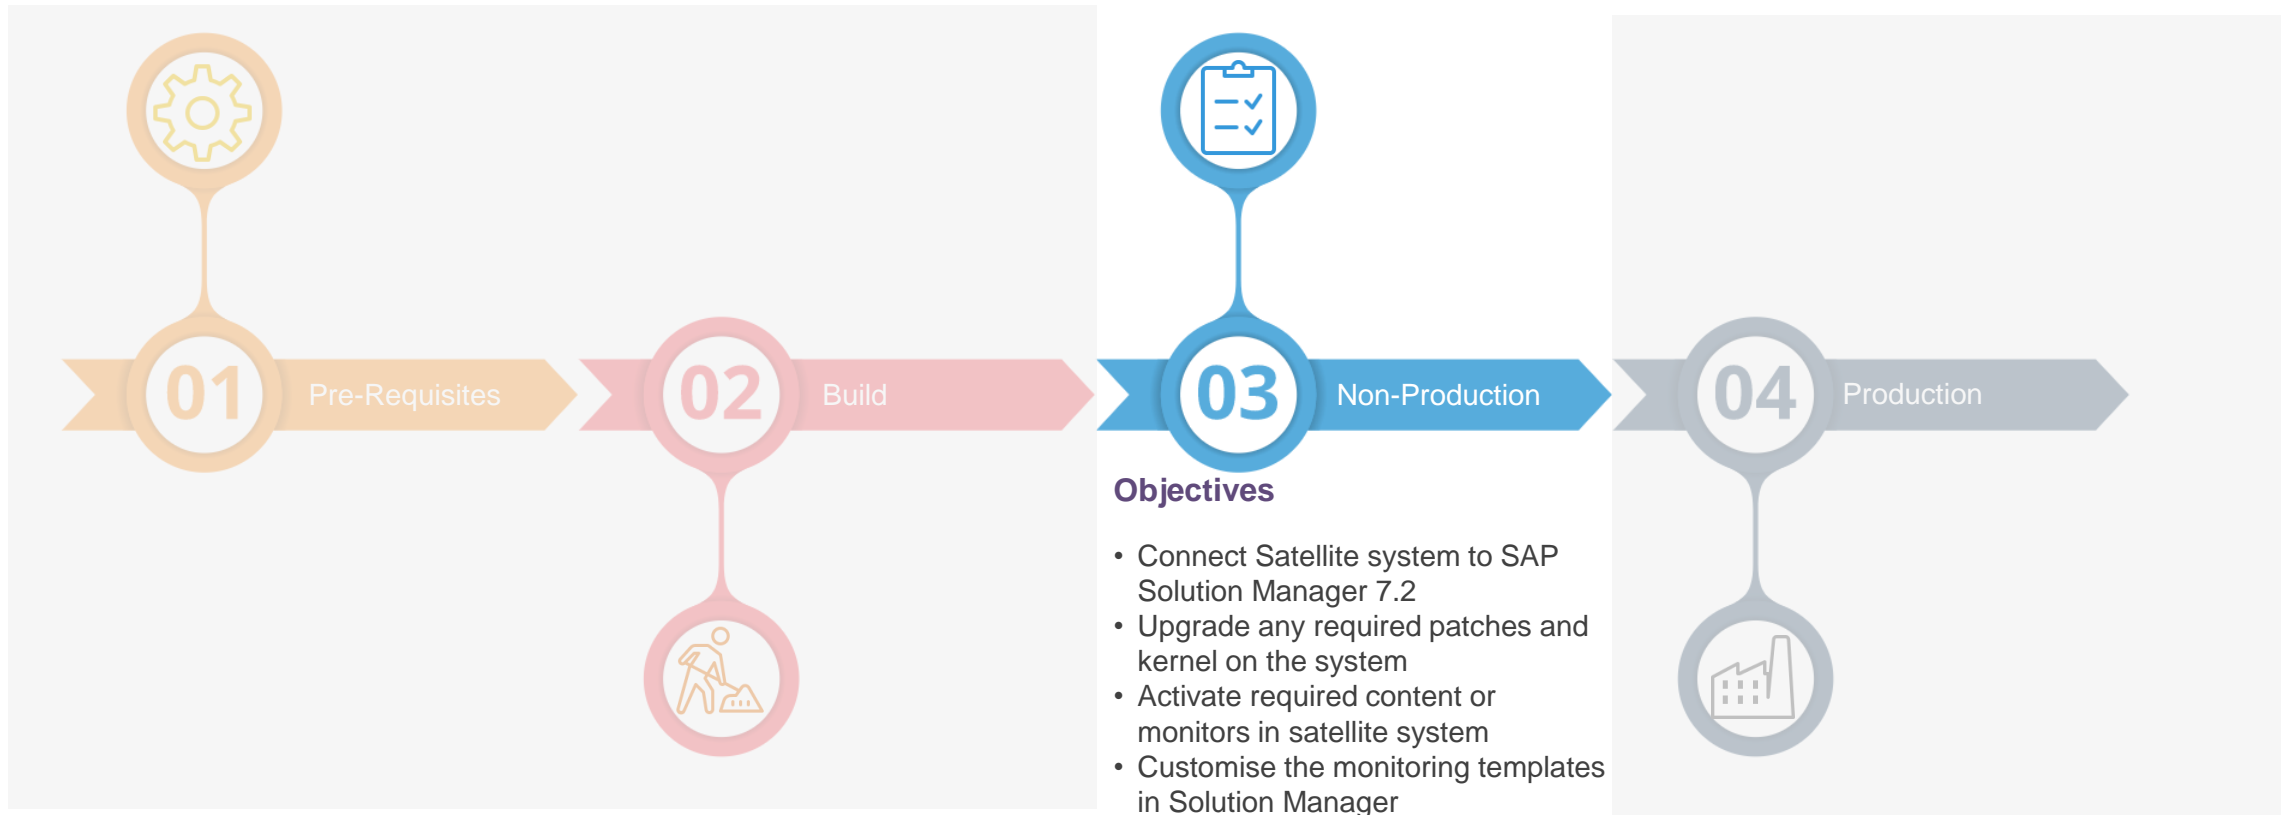 01
Pre-Requisites
02
Build
03
Non-Production
04
Production
Objectives
• Connect Satellite system to SAP
Solution Manager 7.2
• Upgrade any required patches and
kernel on the system
• Activate required content or
monitors in satellite system
• Customise the monitoring templates
in Solution Manager